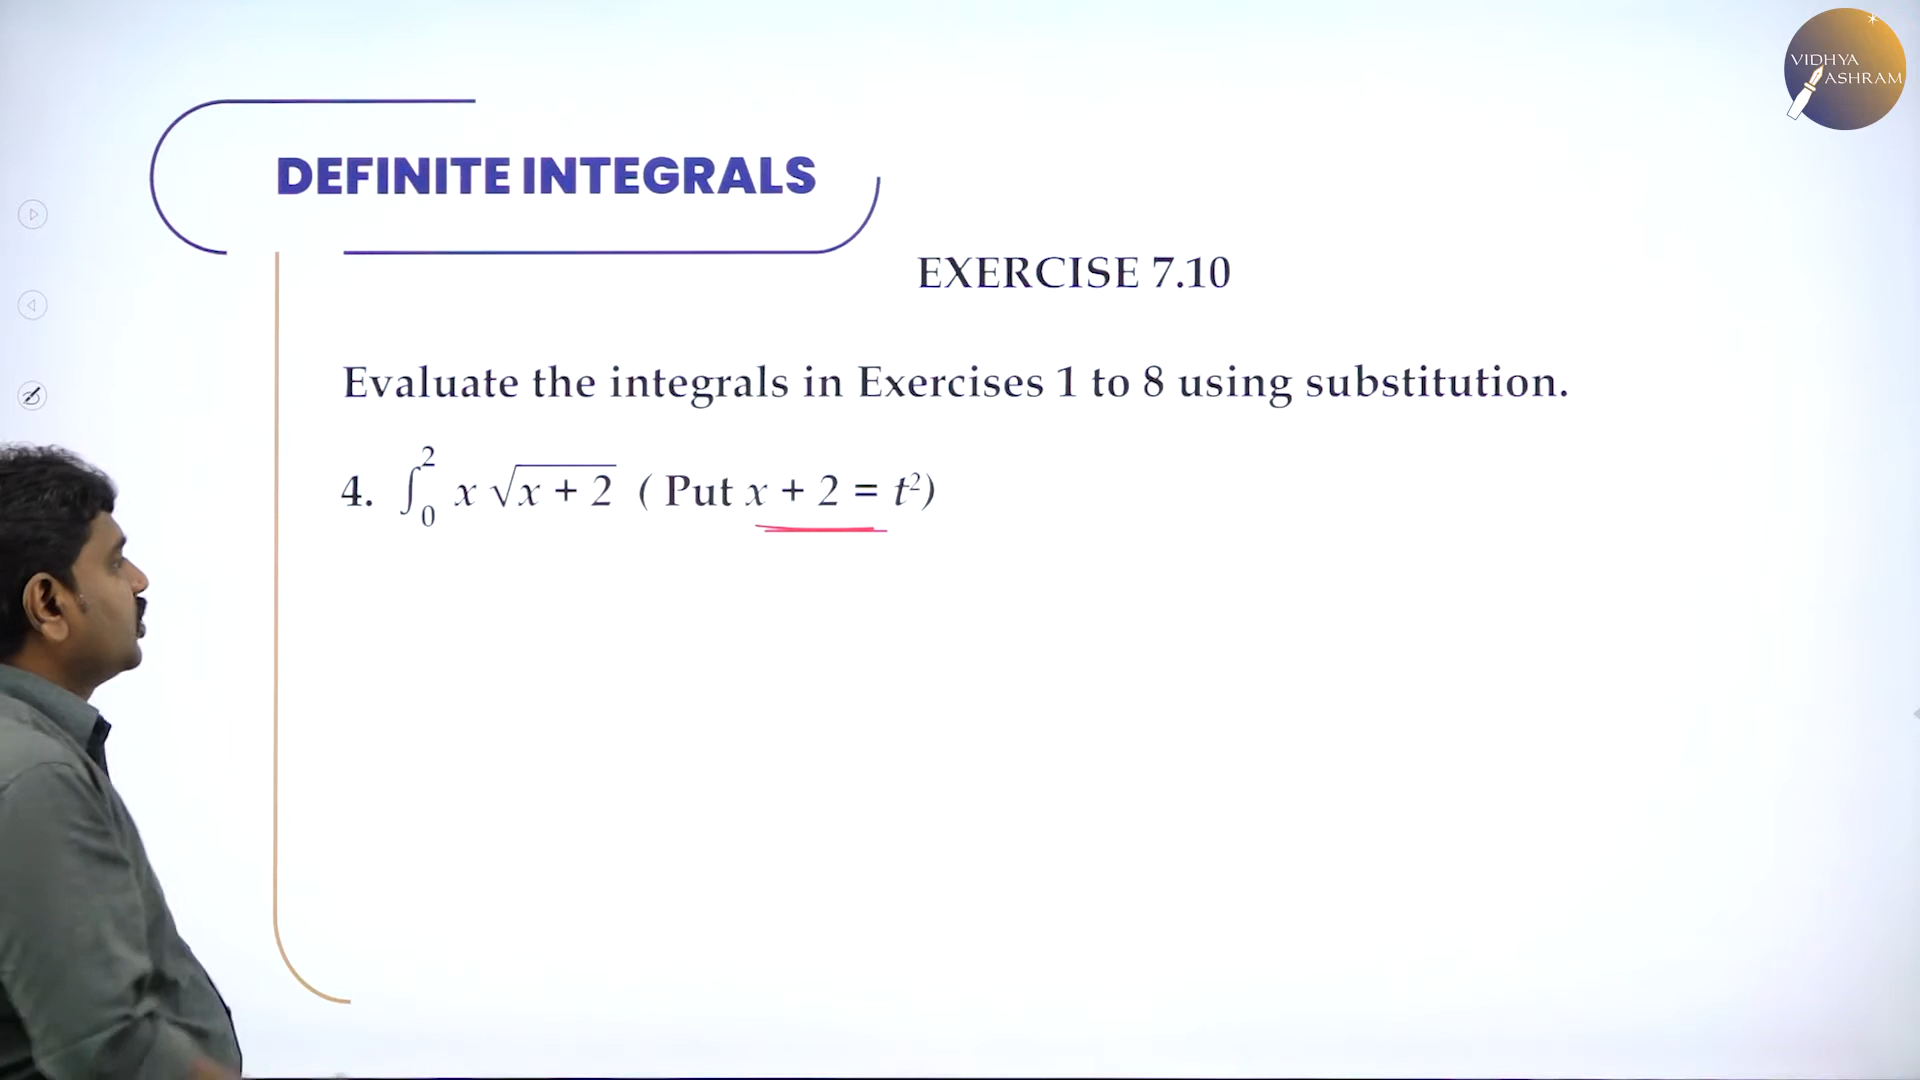 VIDHYA
ASHRAM
DEFINITE INTEGRALS
EXERCISE 7.10
Evaluate the integrals in Exercises 1 to 8 using substitution.
4. ∫₀² x √(x + 2) ( Put x + 2 = t²)